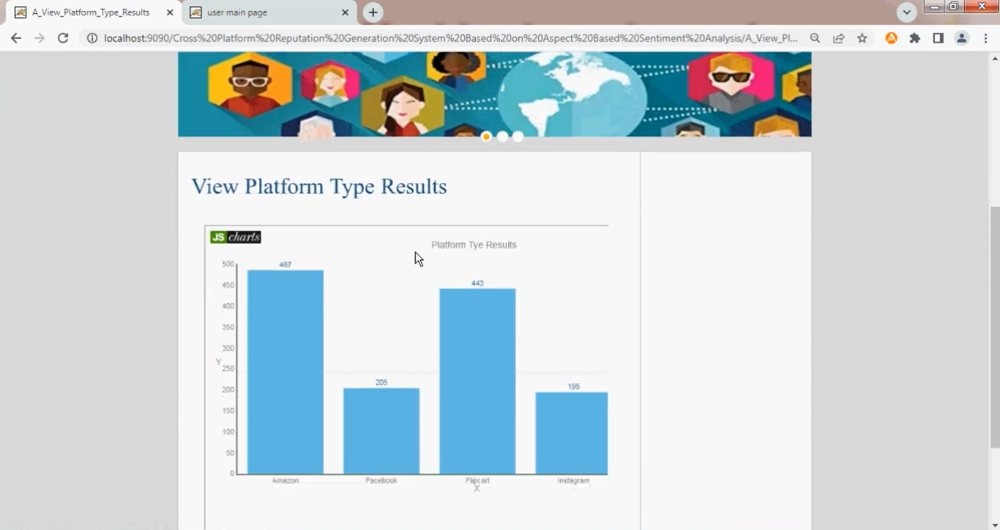 A_View_Platform_Type_Results
user main page
localhost:9090/Cross%20Platform%20Reputation%20Generation%20System%20Based%20on%20Aspect%20Based%20Sentiment%20Analysis/A_View_Pl...
View Platform Type Results
JS charts
Platform Tye Results
500
450
400
350
300
250
200
150
100
50
0
Y
487
205
443
195
Amazon
Facebook
Flipcart
Instagram
X